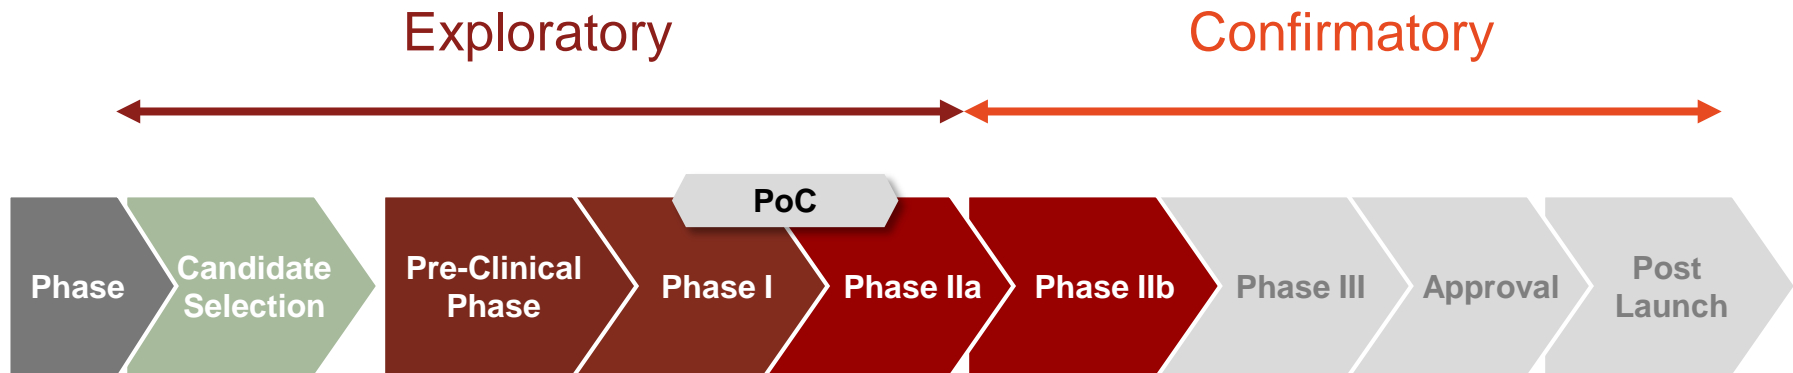 Exploratory
Confirmatory
PoC
Phase
Candidate
Selection
Pre-Clinical
Phase
Phase I
Phase IIa
Phase IIb
Phase III
Approval
Post
Launch